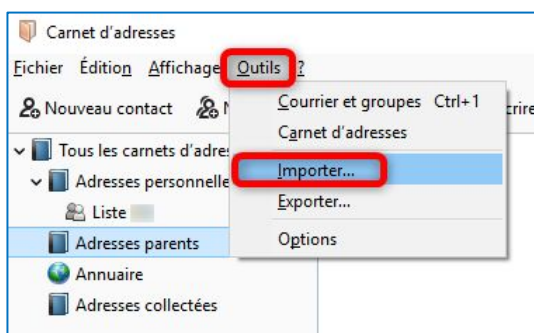 Carnet d'adresses
Fichier Édition Affichage Outils ?
Nouveau contact
Courrier et groupes Ctrl+1
Carnet d'adresses
Importer...
Exporter...
Options
Tous les carnets d'adre
Adresses personnelle
Liste
Adresses parents
Annuaire
Adresses collectées